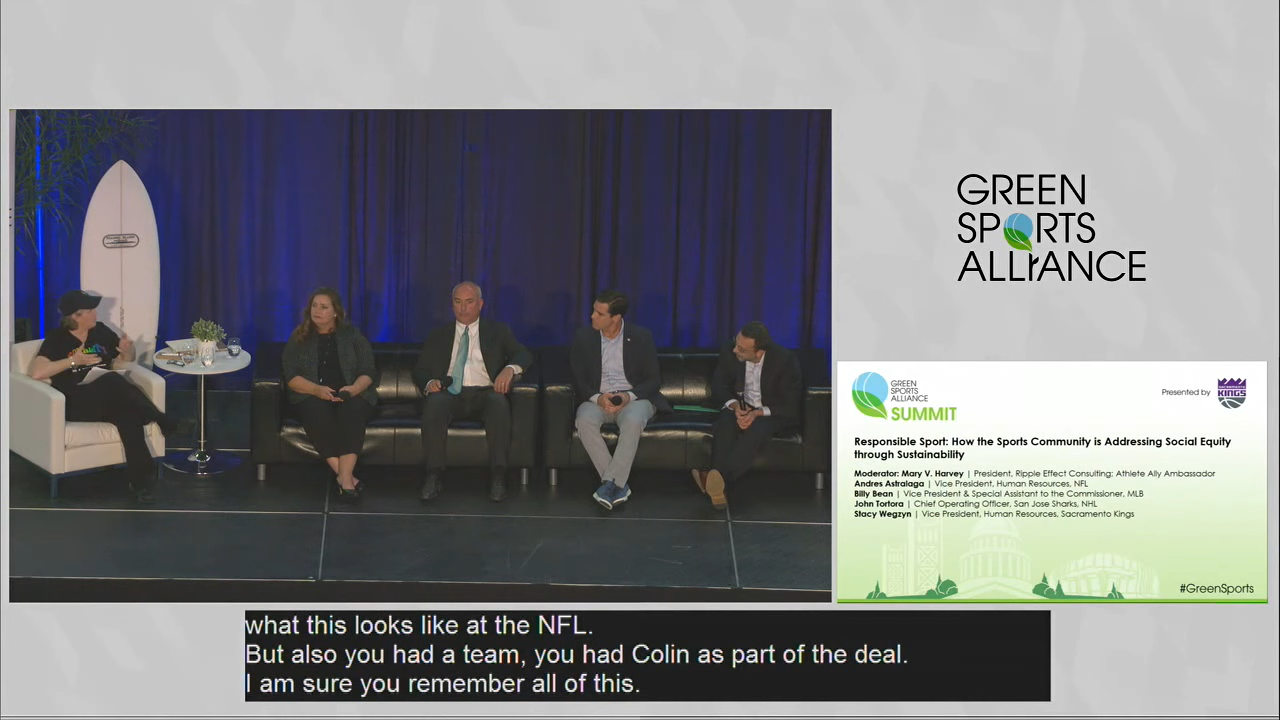 GREEN
SPORTS
ALLIANCE
GREEN
SPORTS
ALLIANCE
SUMMIT
Presented by
SACRAMENTO
KINGS
Responsible Sport: How the Sports Community is Addressing Social Equity
through Sustainability
Moderator: Mary V. Harvey | President, Ripple Effect Consulting; Athlete Ally Ambassador
Andres Astralaga | Vice President, Human Resources, NFL
Billy Bean | Vice President & Special Assistant to the Commissioner, MLB
John Tortora | Chief Operating Officer, San Jose Sharks, NHL
Stacy Wegzyn | Vice President, Human Resources, Sacramento Kings
#GreenSports
what this looks like at the NFL.
But also you had a team, you had Colin as part of the deal.
I am sure you remember all of this.